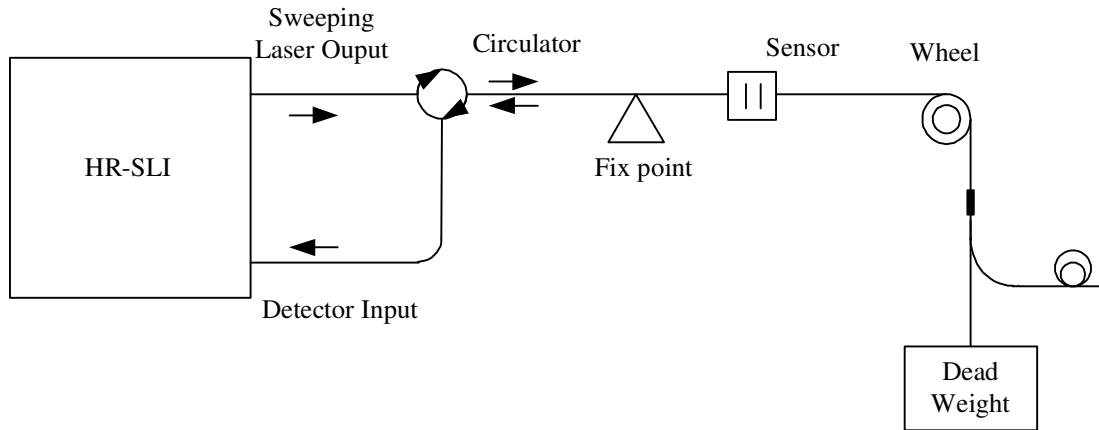 Sweeping
Laser Ouput
Circulator
Sensor
Wheel
HR-SLI
Fix point
Detector Input
Dead
Weight